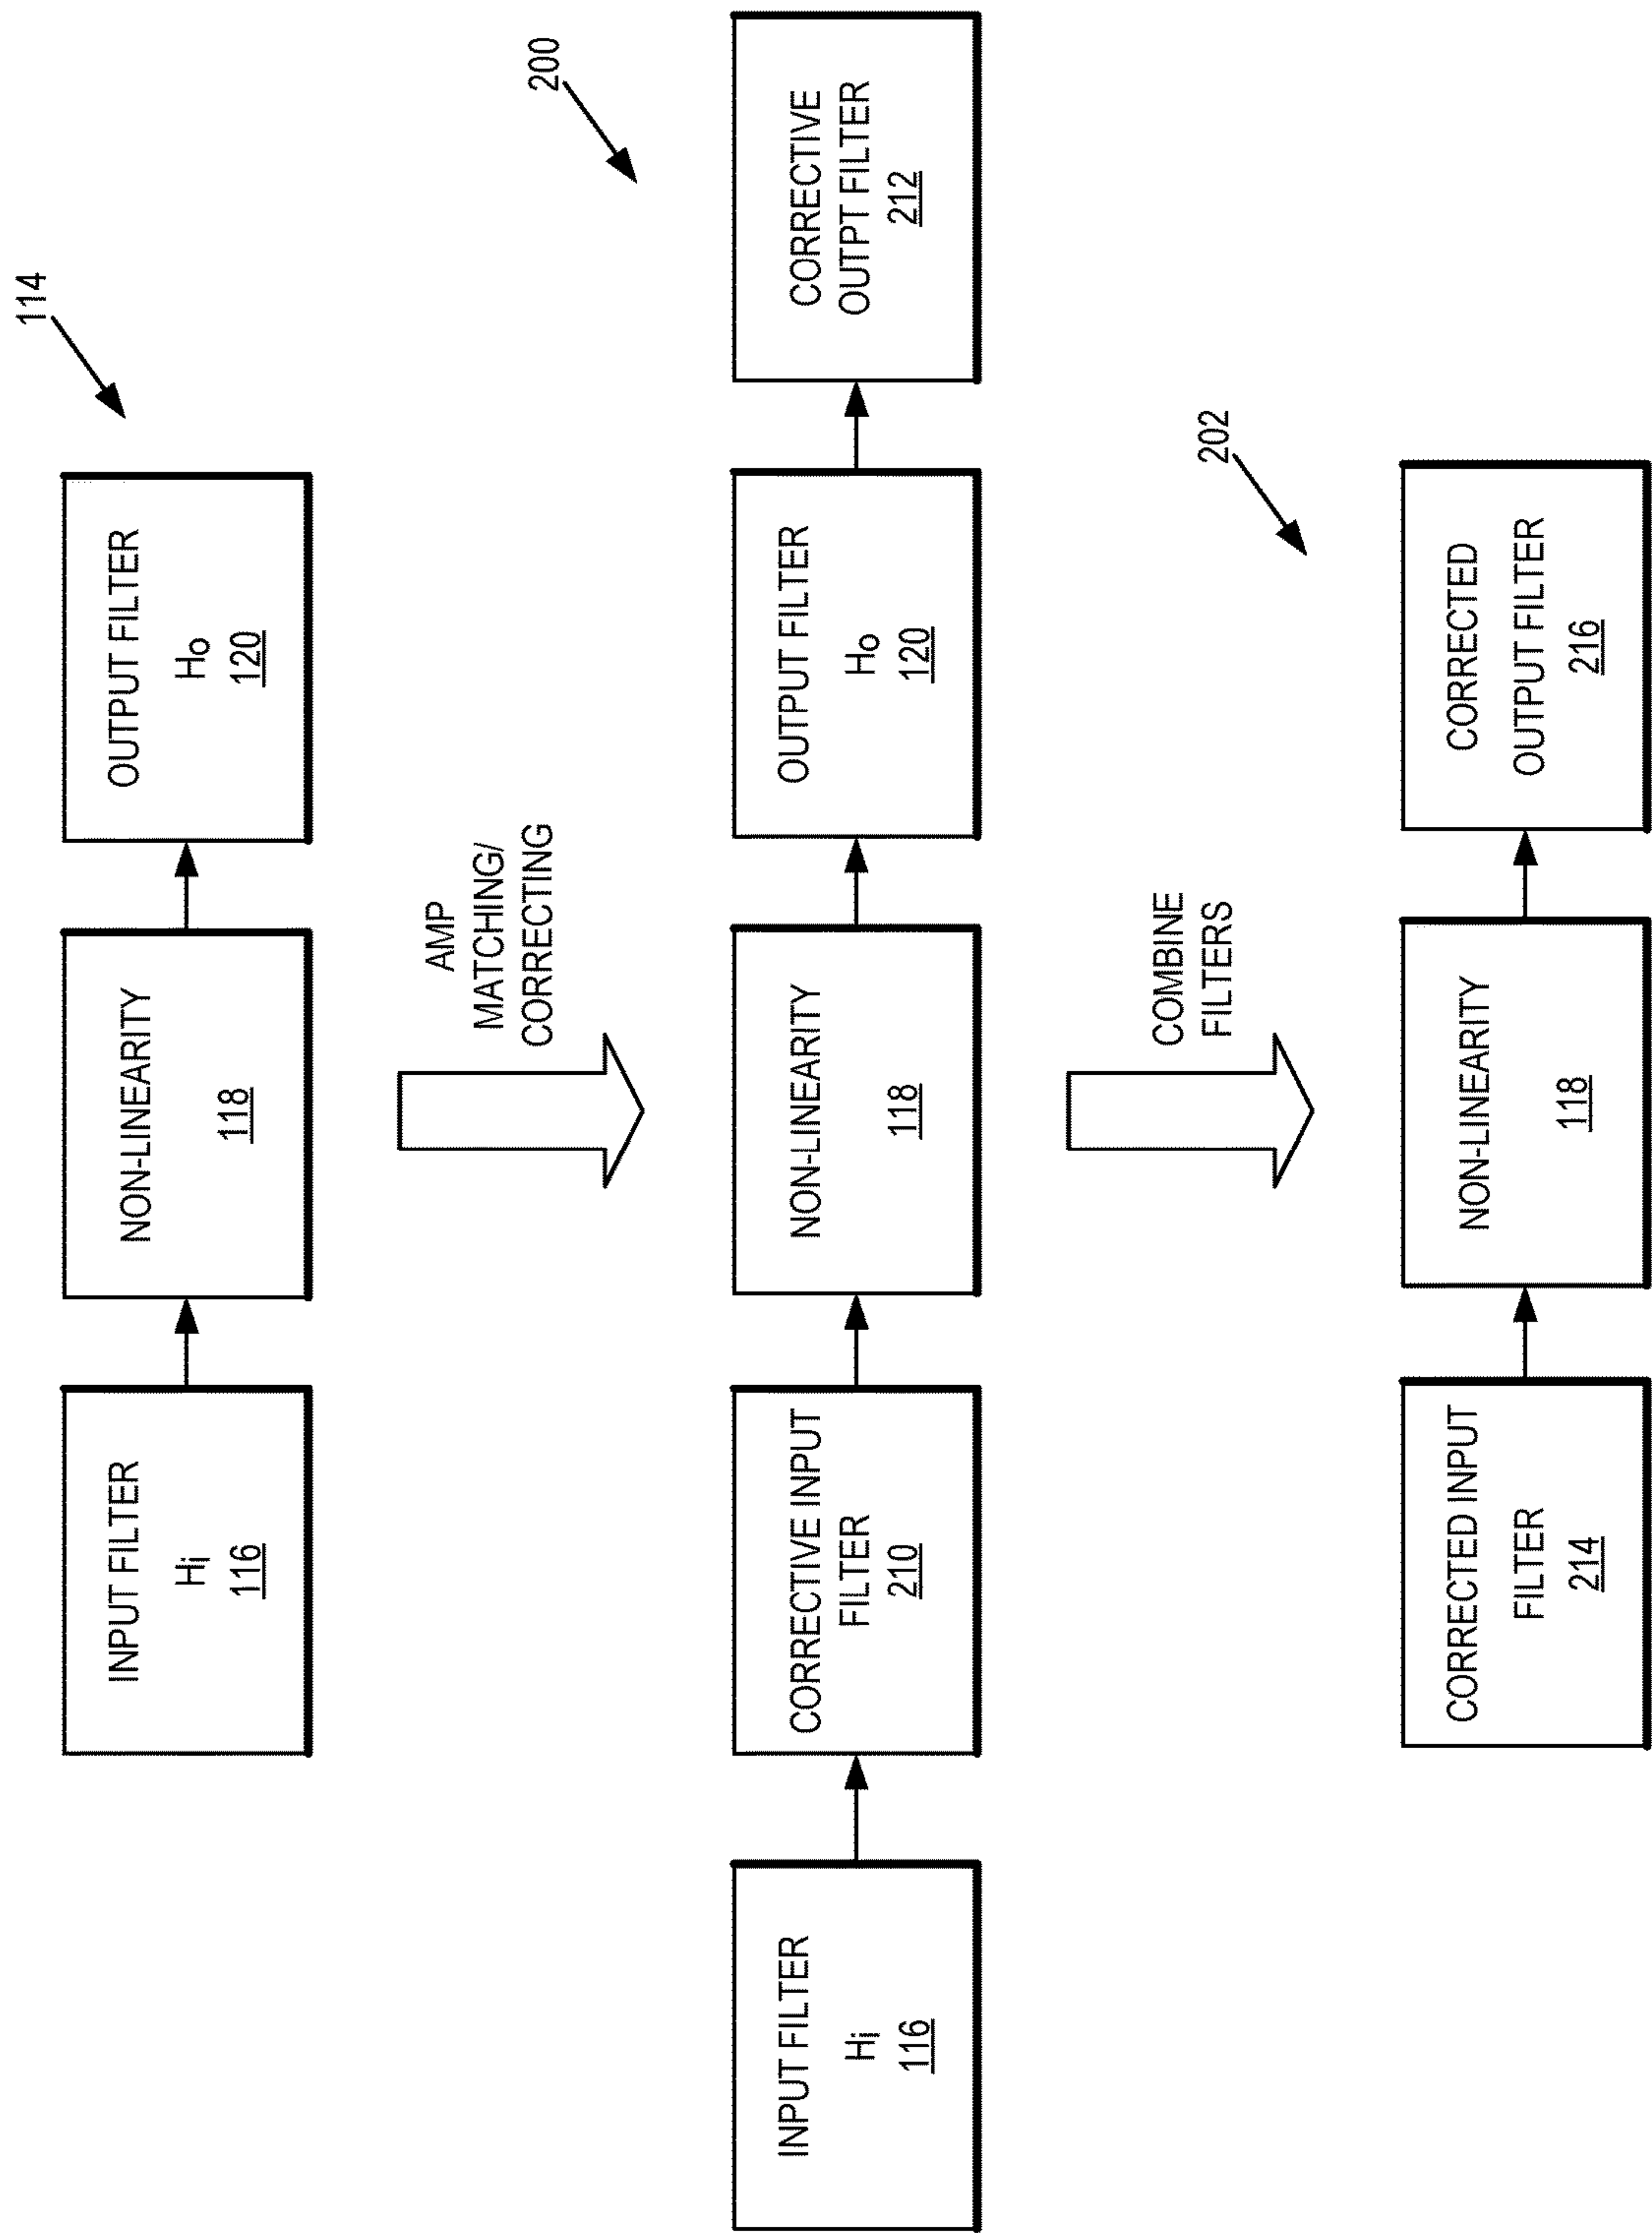 114
INPUT FILTER
Hi
116
NON-LINEARITY
118
OUTPUT FILTER
Ho
120
AMP
MATCHING/
CORRECTING
200
INPUT FILTER
Hi
116
CORRECTIVE INPUT
FILTER
210
NON-LINEARITY
118
OUTPUT FILTER
Ho
120
CORRECTIVE
OUTPT FILTER
212
COMBINE
FILTERS
202
CORRECTED INPUT
FILTER
214
NON-LINEARITY
118
CORRECTED
OUTPUT FILTER
216